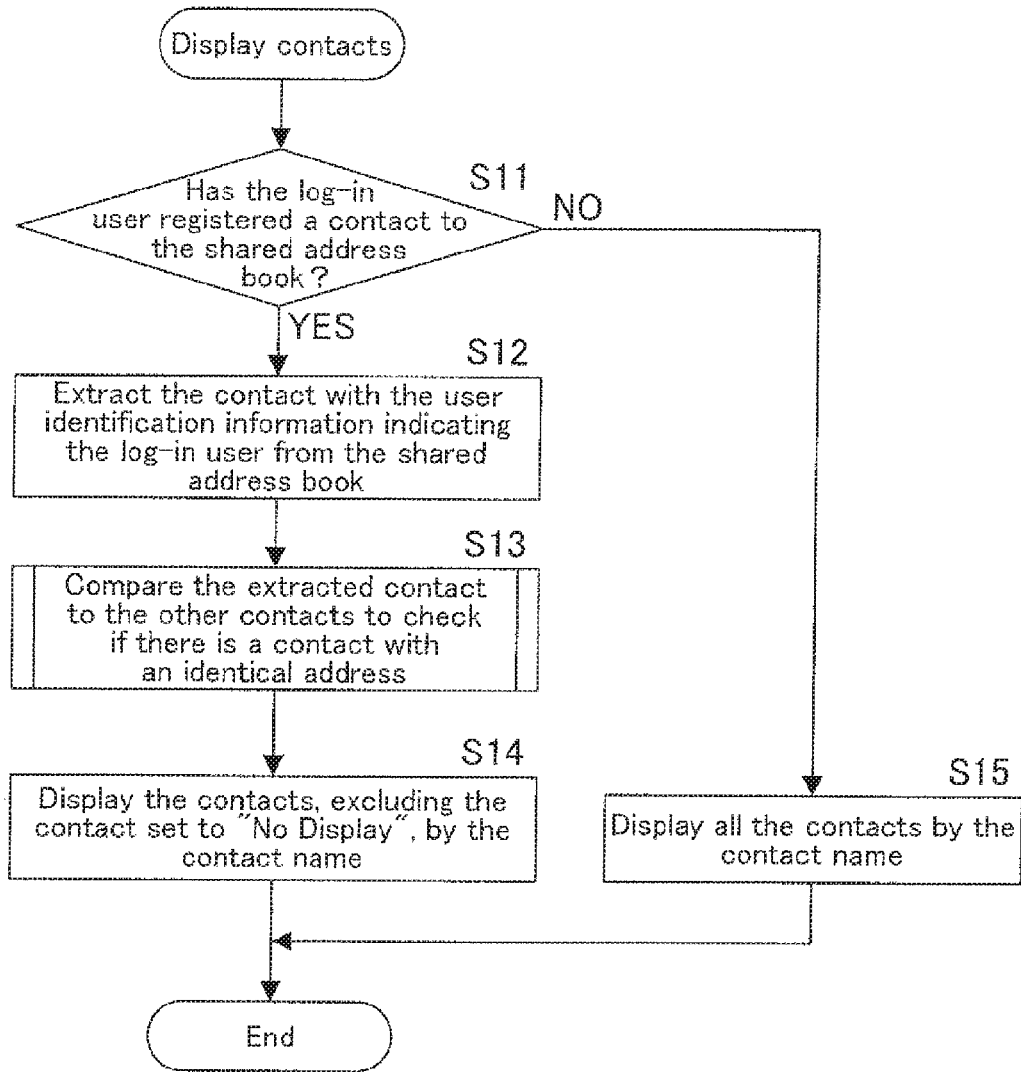 Display contacts
S11
Has the log-in
user registered a contact to
the shared address
book?
NO
YES
S12
Extract the contact with the user
identification information indicating
the log-in user from the shared
address book
S13
Compare the extracted contact
to the other contacts to check
if there is a contact with
an identical address
S14
Display the contacts, excluding the
contact set to "No Display", by the
contact name
S15
Display all the contacts by the
contact name
End